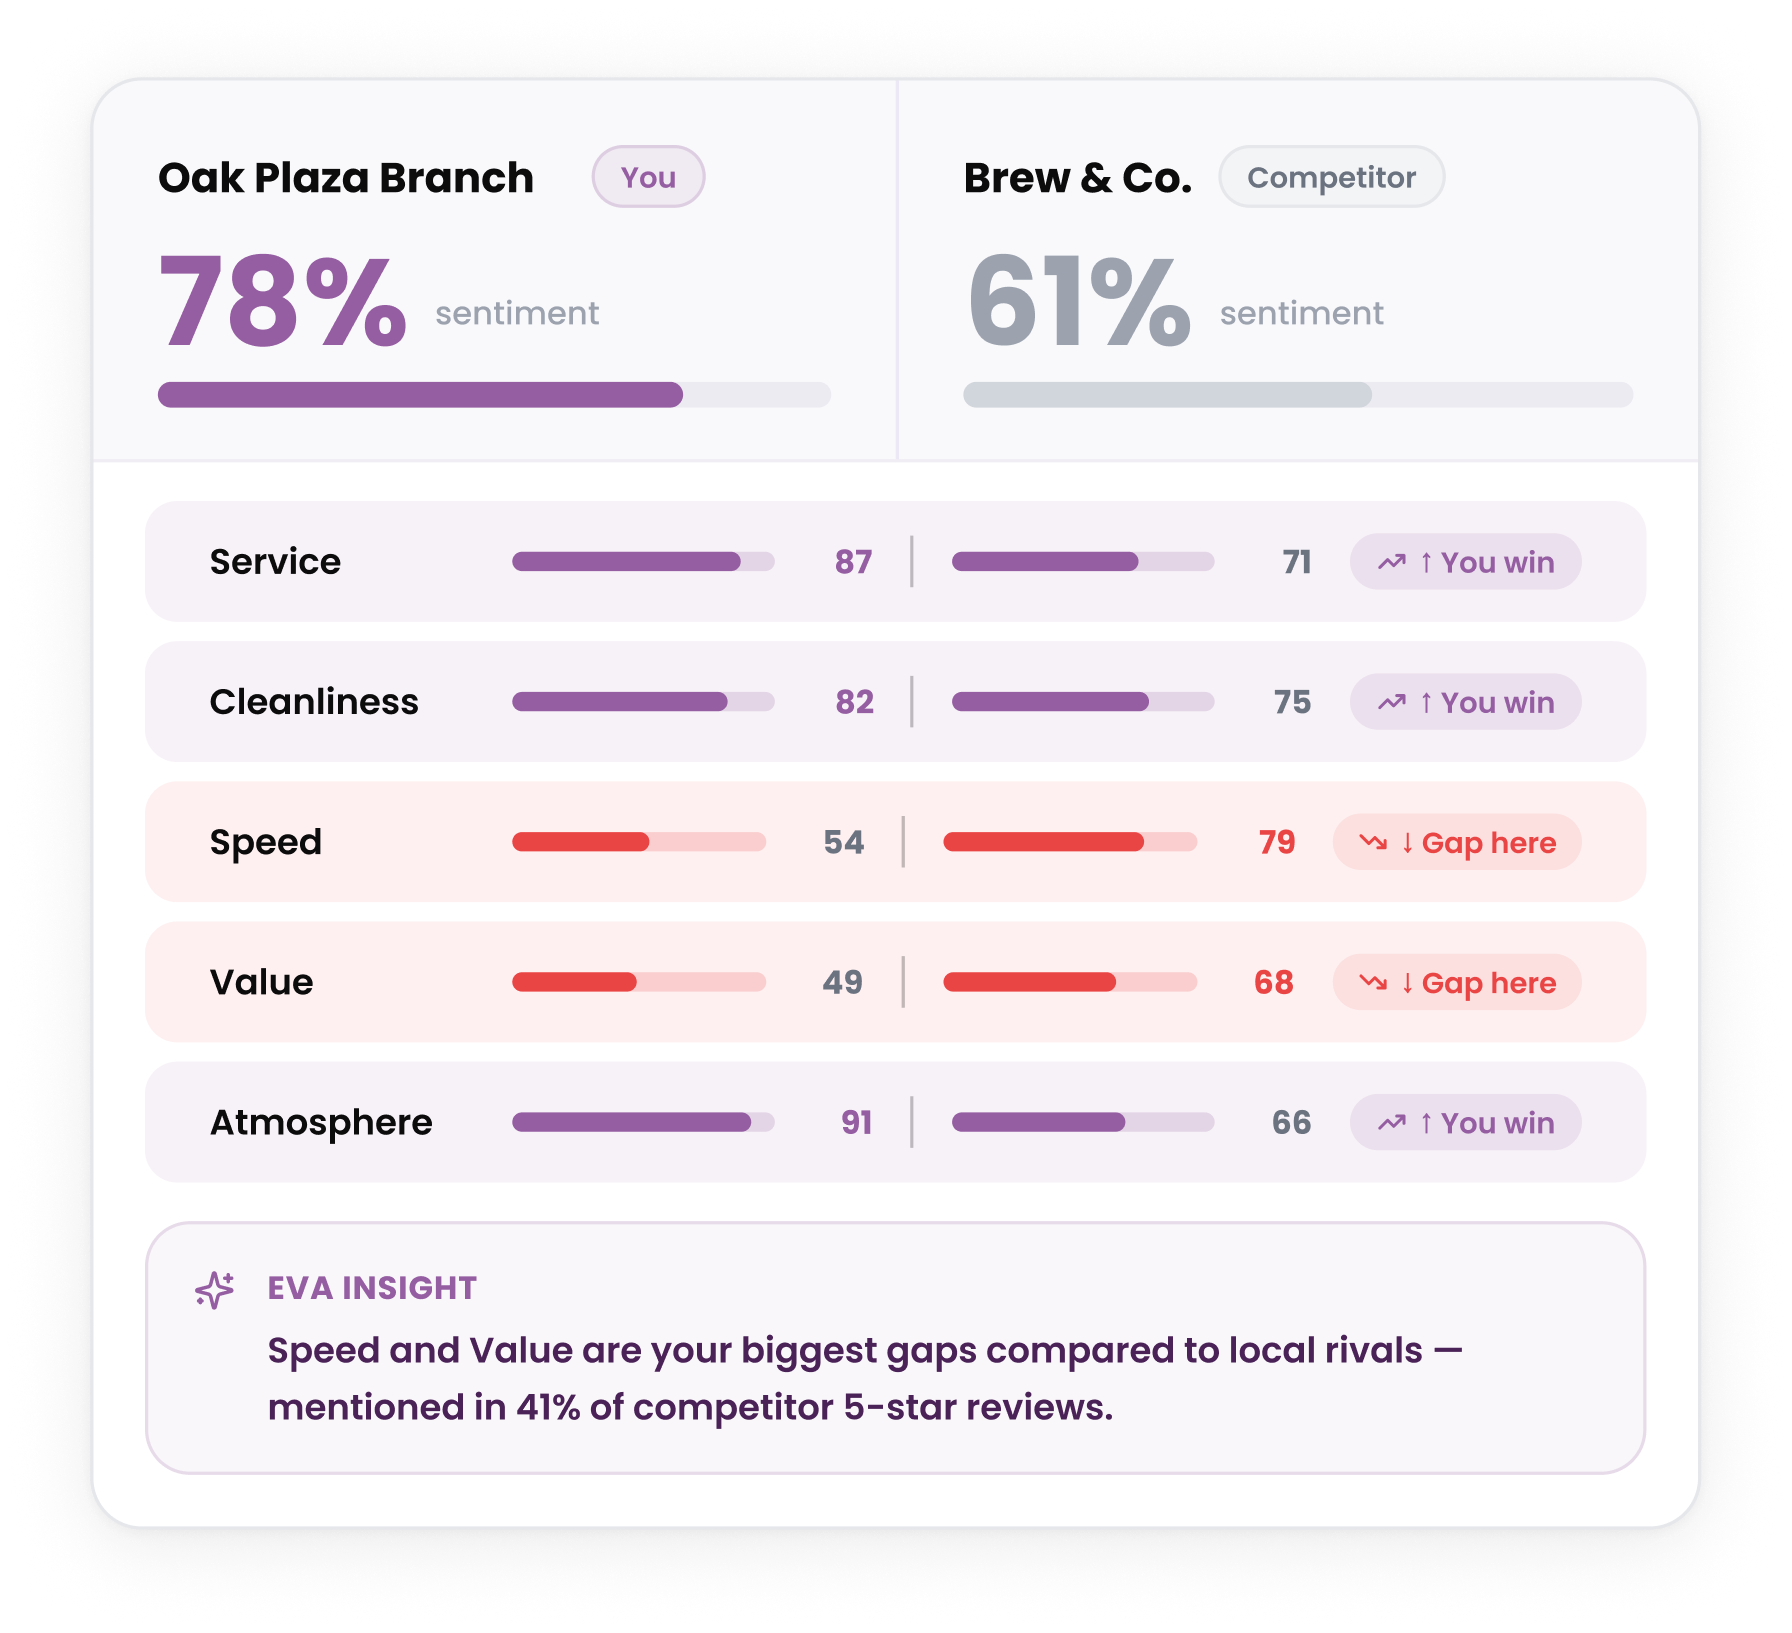 Oak Plaza Branch You
78% sentiment
Brew & Co. Competitor
61% sentiment
Service 87 71 ↑ You win
Cleanliness 82 75 ↑ You win
Speed 54 79 ↓ Gap here
Value 49 68 ↓ Gap here
Atmosphere 91 66 ↑ You win
EVA INSIGHT
Speed and Value are your biggest gaps compared to local rivals —
mentioned in 41% of competitor 5-star reviews.